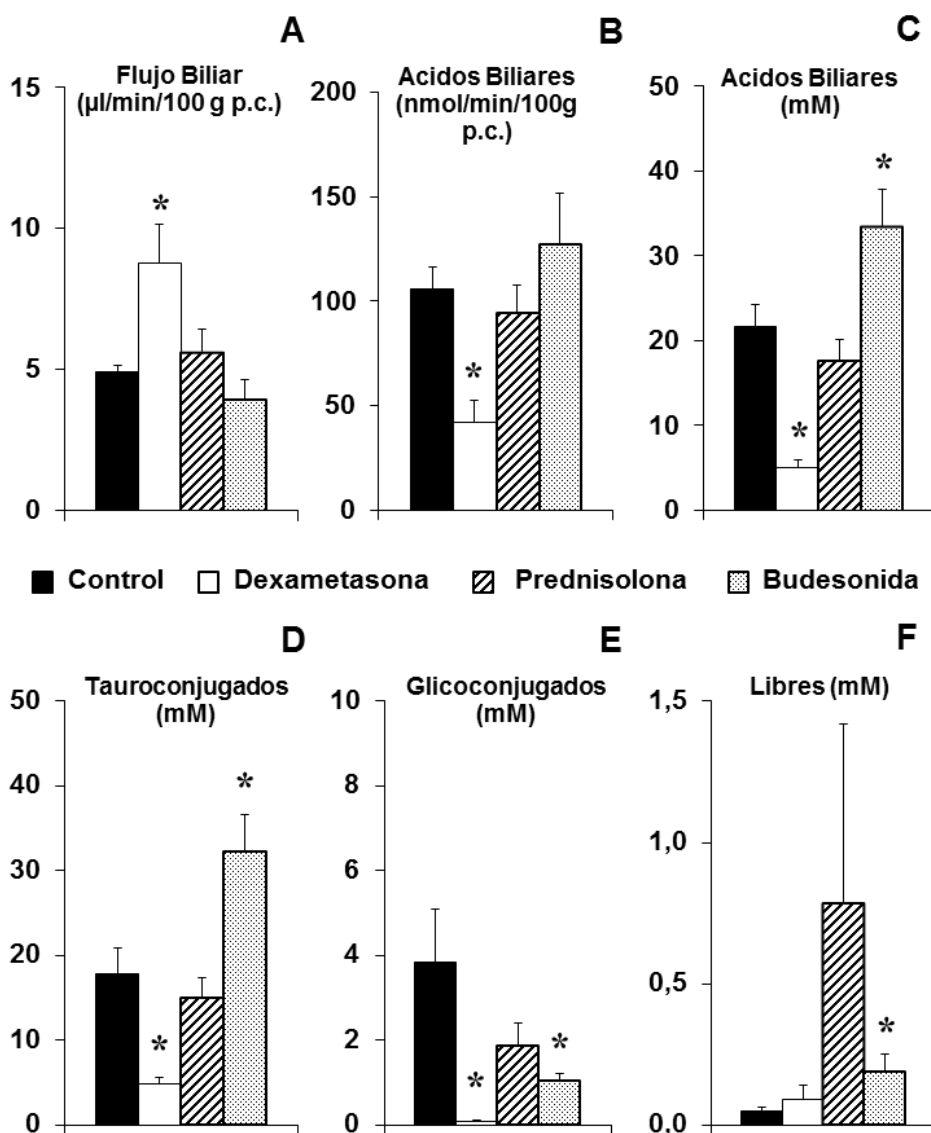 A
Flujo Biliar
(µl/min/100 g p.c.)
15
10
5
0
*
B
Acidos Biliares
(nmol/min/100g
p.c.)
200
150
100
50
0
*
C
Acidos Biliares
(mM)
50
40
30
20
10
0
*
*
Control Dexametasona Prednisolona Budesonida
D
Tauroconjugados
(mM)
50
40
30
20
10
0
*
*
E
Glicoconjugados
(mM)
10
8
6
4
2
0
*
*
F
Libres (mM)
1,5
1,0
0,5
0,0
*